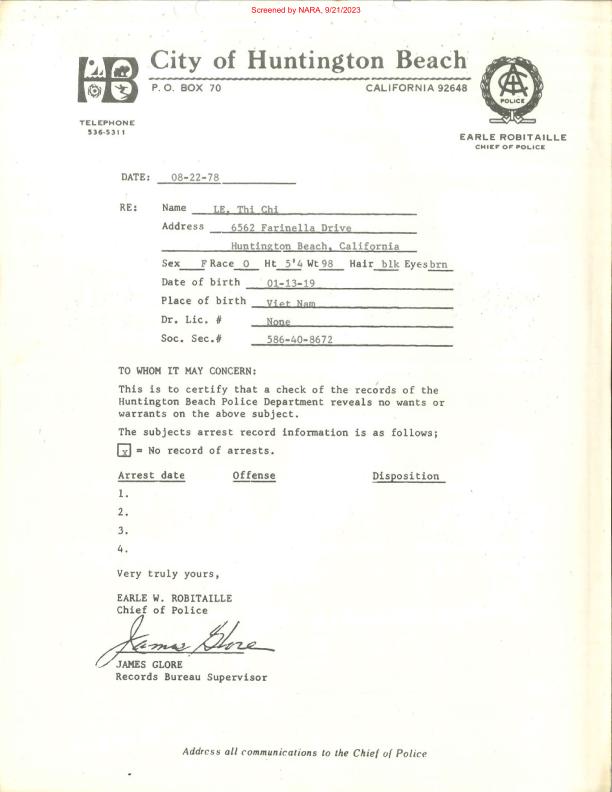 Screened by NARA, 9/21/2023
City of Huntington Beach
P. O. BOX 70 CALIFORNIA 92648
HB
TELEPHONE
536-5311
POLICE
EARLE ROBITAILLE
CHIEF OF POLICE
DATE: 08-22-78
RE: Name LE, Thi Chi
Address 6562 Farinella Drive
Huntington Beach, California
Sex F Race O Ht 5'4 Wt 98 Hair blk Eyes brn
Date of birth 01-13-19
Place of birth Viet Nam
Dr. Lic. # None
Soc. Sec.# 586-40-8672
TO WHOM IT MAY CONCERN:
This is to certify that a check of the records of the
Huntington Beach Police Department reveals no wants or
warrants on the above subject.
The subjects arrest record information is as follows;
x = No record of arrests.
Arrest date Offense Disposition
1.
2.
3.
4.
Very truly yours,
EARLE W. ROBITAILLE
Chief of Police
James Glore
JAMES GLORE
Records Bureau Supervisor
Address all communications to the Chief of Police